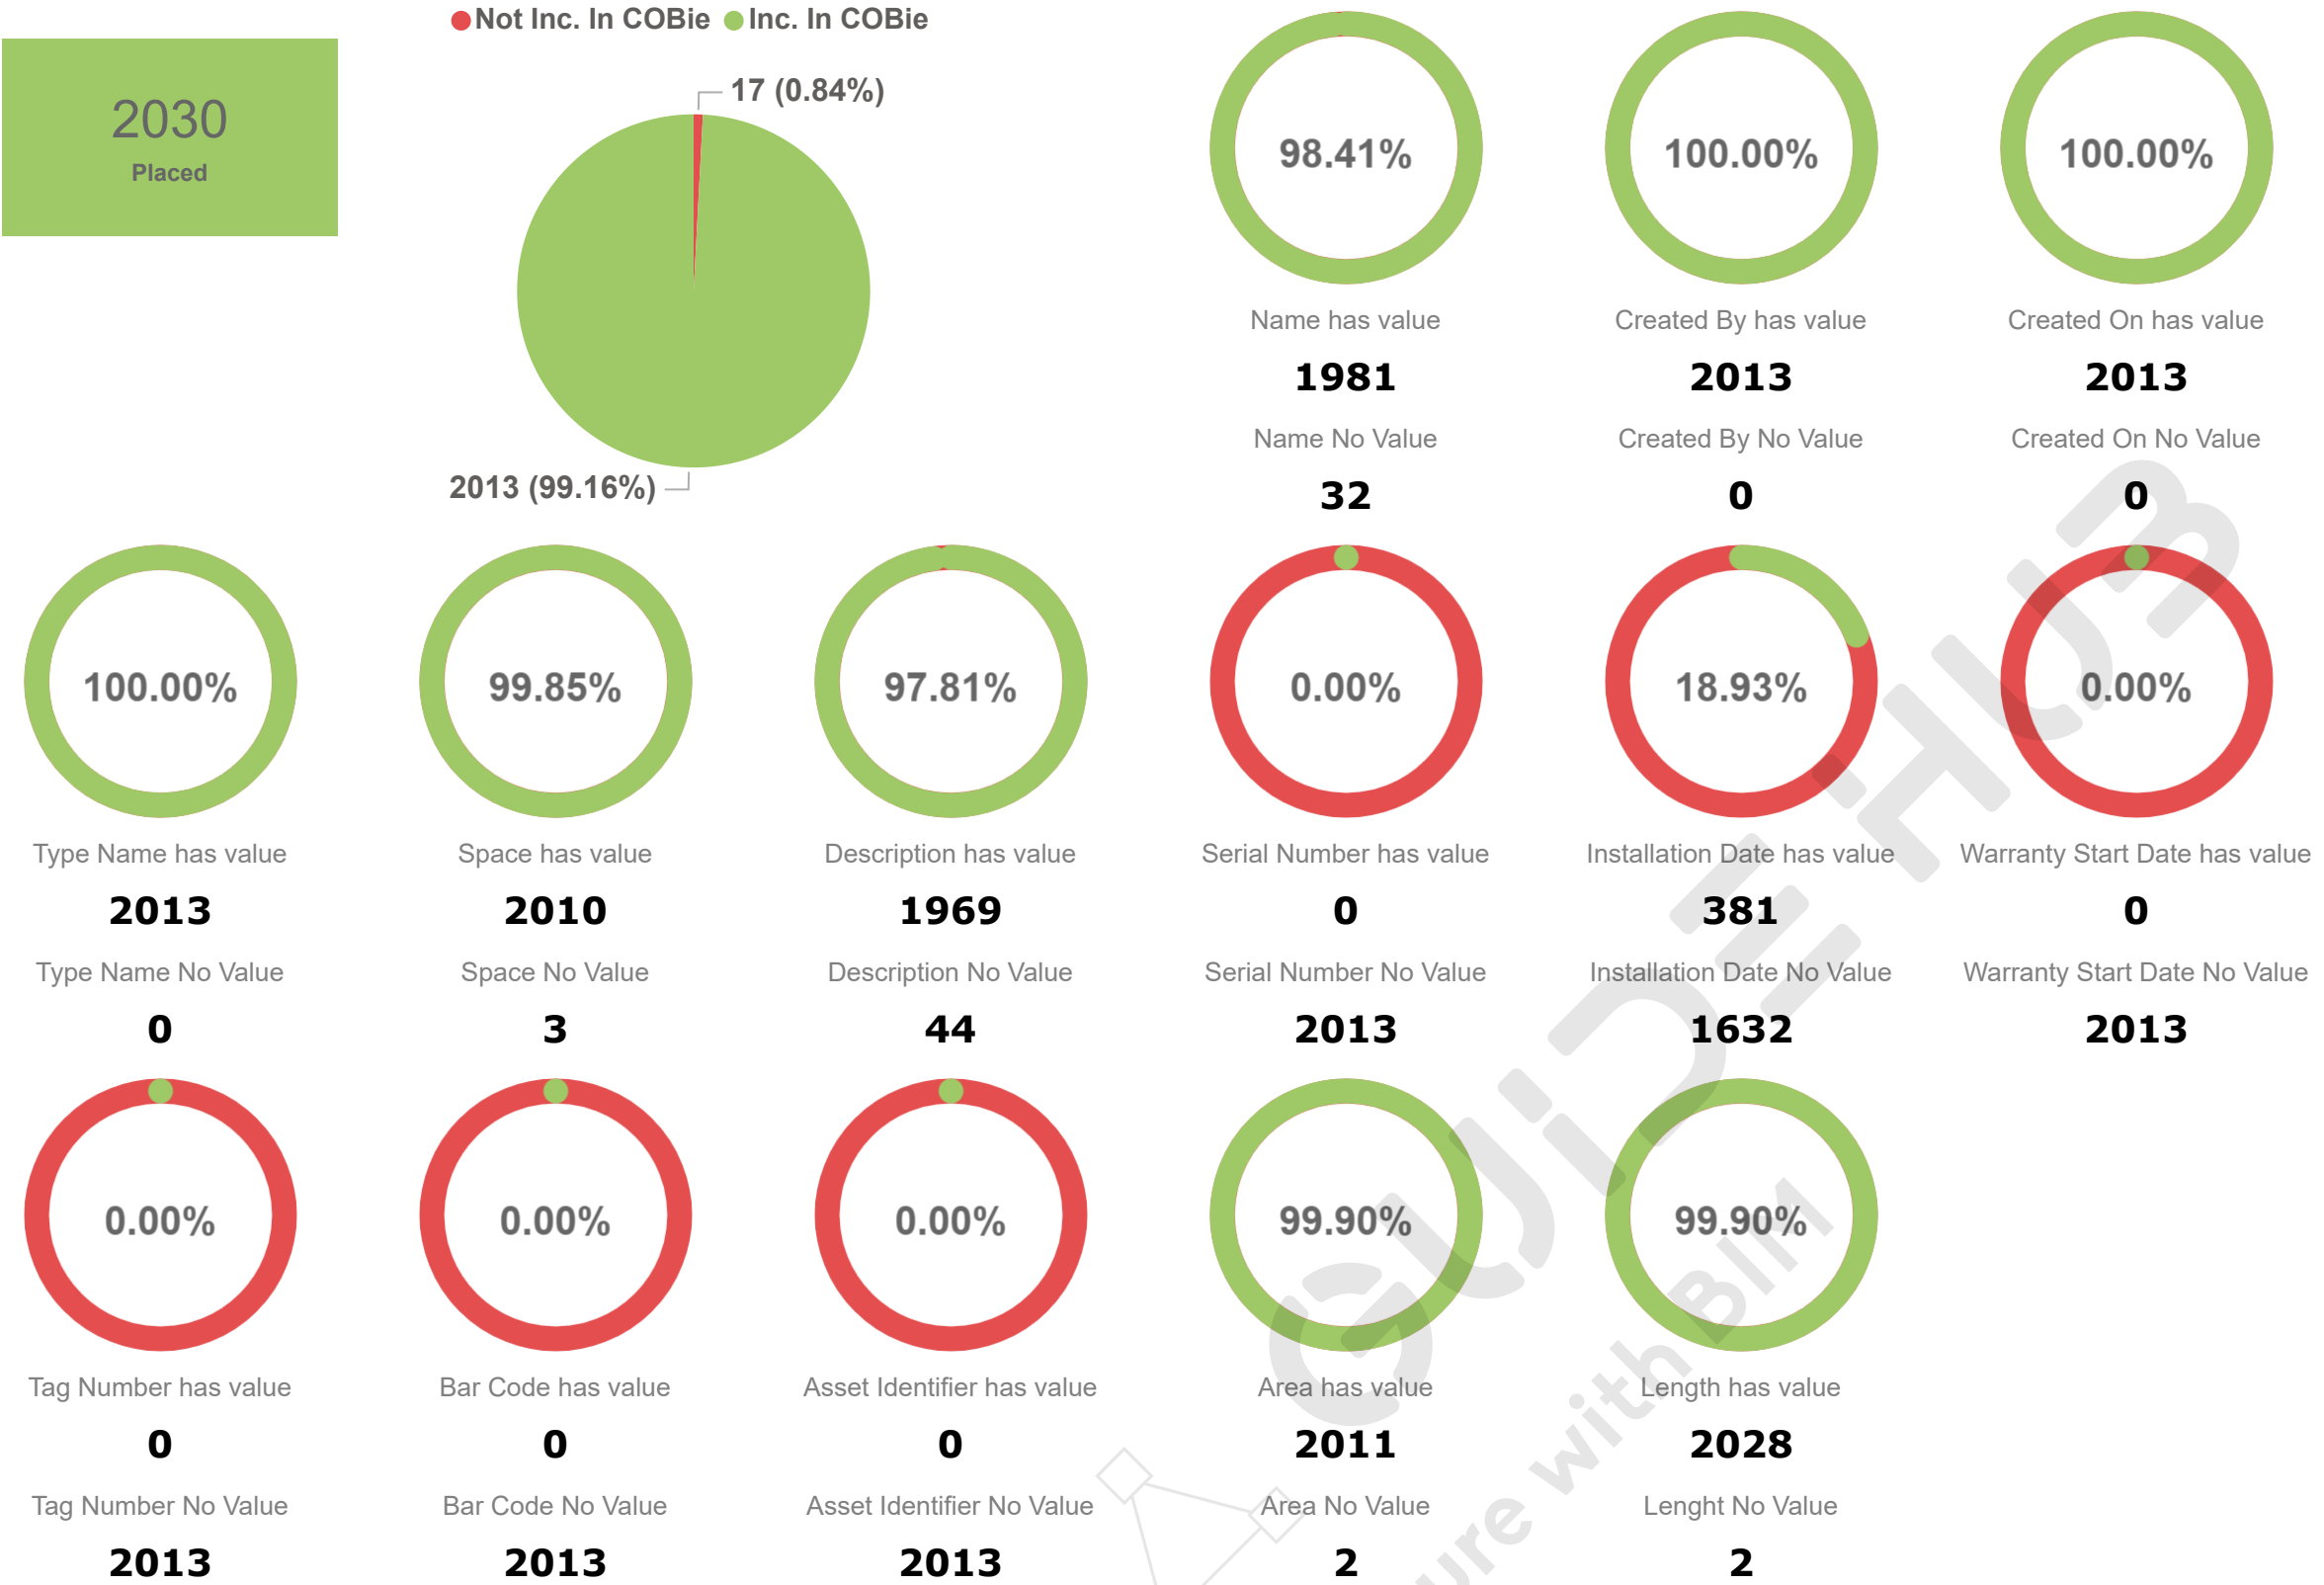 Not Inc. In COBie Inc. In COBie
2030
Placed
17 (0.84%)
2013 (99.16%)
98.41%
Name has value
1981
Name No Value
32
100.00%
Created By has value
2013
Created By No Value
0
100.00%
Created On has value
2013
Created On No Value
0
100.00%
Type Name has value
2013
Type Name No Value
0
99.85%
Space has value
2010
Space No Value
3
97.81%
Description has value
1969
Description No Value
44
0.00%
Serial Number has value
0
Serial Number No Value
2013
18.93%
Installation Date has value
381
Installation Date No Value
1632
0.00%
Warranty Start Date has value
0
Warranty Start Date No Value
2013
0.00%
Tag Number has value
0
Tag Number No Value
2013
0.00%
Bar Code has value
0
Bar Code No Value
2013
0.00%
Asset Identifier has value
0
Asset Identifier No Value
2013
99.90%
Area has value
2011
Area No Value
2
99.90%
Length has value
2028
Lenght No Value
2
GUIDE HUB
ure with BIM